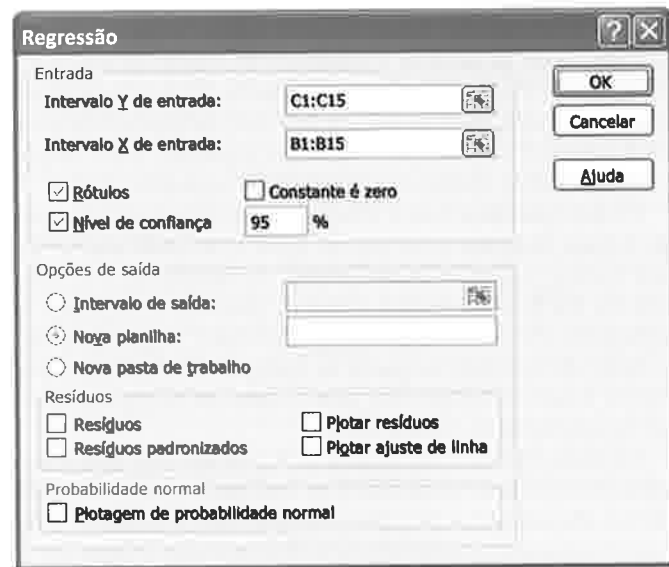 Regressão
Entrada
Intervalo Y de entrada: C1:C15
Intervalo X de entrada: B1:B15
Rótulos Constante é zero
Nível de confiança 95 %
OK
Cancelar
Ajuda
Opções de saída
Intervalo de saída:
Nova planilha:
Nova pasta de trabalho
Resíduos
Resíduos Plotar resíduos
Resíduos padronizados Plotar ajuste de linha
Probabilidade normal
Plotagem de probabilidade normal